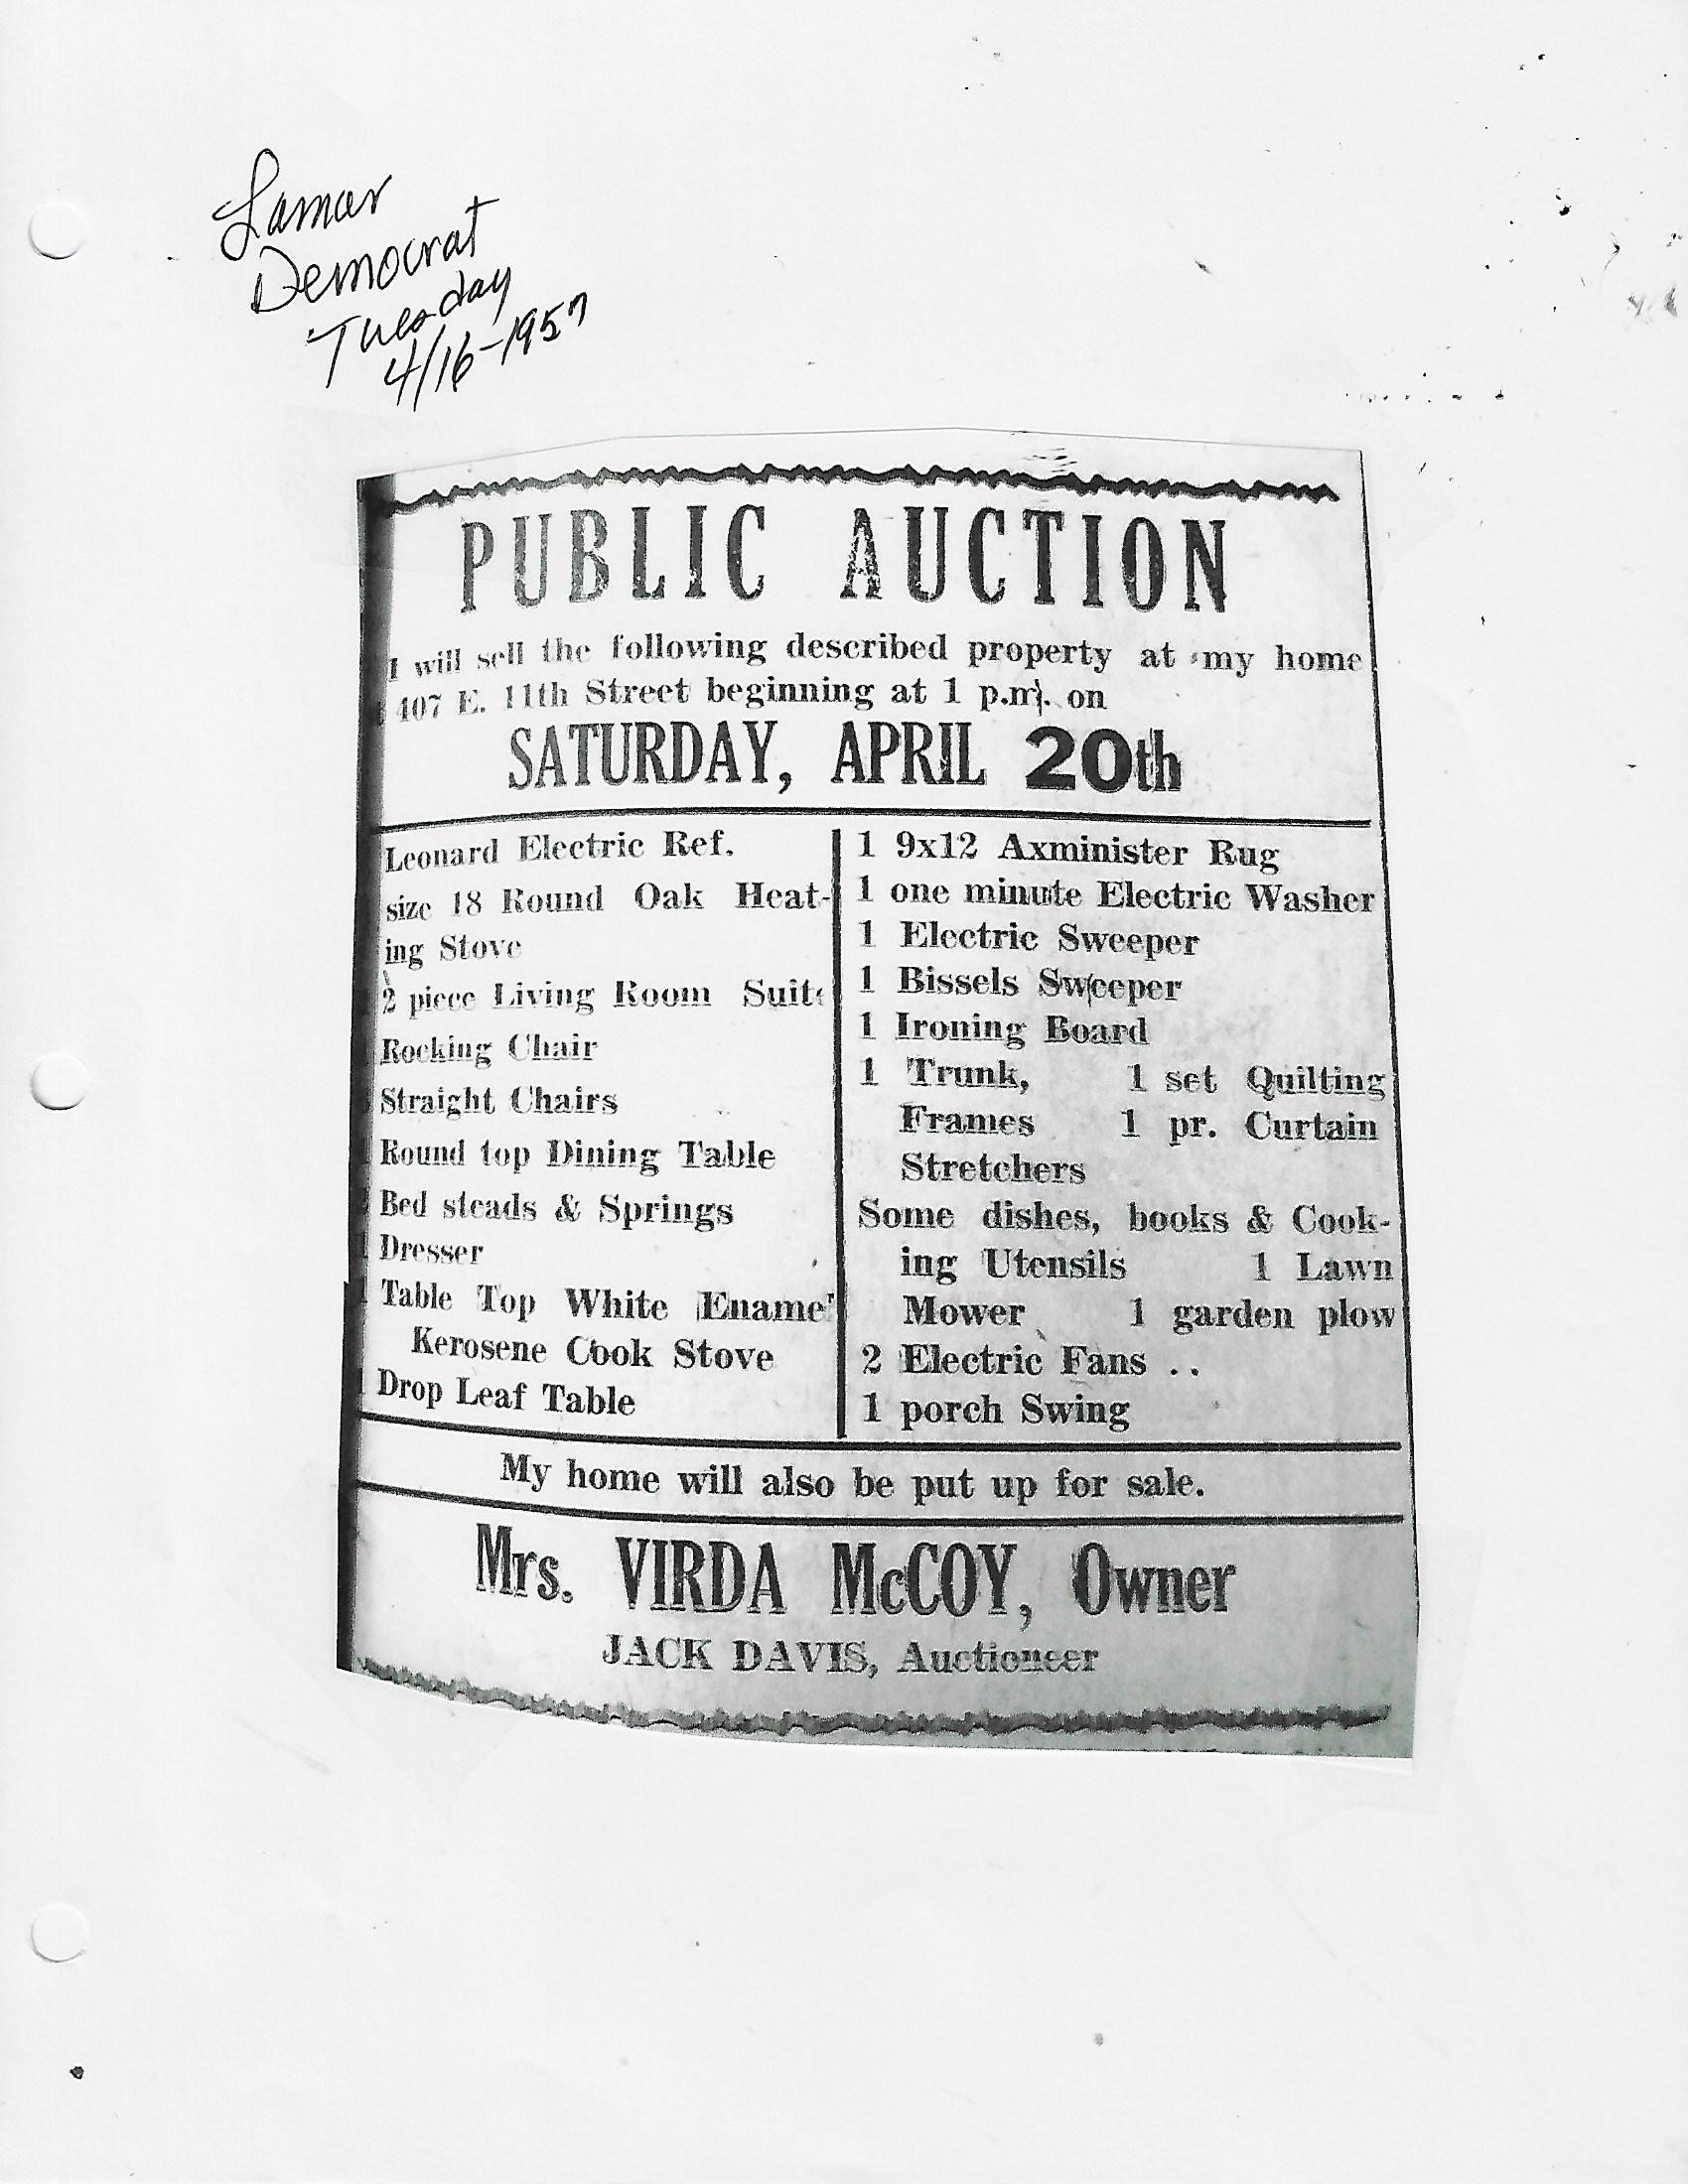 Lamar
Democrat
Tuesday
4/16-1957
PUBLIC AUCTION
I will sell the following described property at my home
407 E. 11th Street beginning at 1 p.m. on
SATURDAY, APRIL 20th
Leonard Electric Ref.
size 18 Round Oak Heat-
ing Stove
2 piece Living Room Suite
Rocking Chair
Straight Chairs
Round top Dining Table
Bed steads & Springs
1 Dresser
1 Table Top White Enamel
Kerosene Cook Stove
1 Drop Leaf Table
1 9x12 Axminister Rug
1 one minute Electric Washer
1 Electric Sweeper
1 Bissels Sweeper
1 Ironing Board
1 Trunk, 1 set Quilting
Frames 1 pr. Curtain
Stretchers
Some dishes, books & Cook-
ing Utensils 1 Lawn
Mower 1 garden plow
2 Electric Fans ..
1 porch Swing
My home will also be put up for sale.
Mrs. VIRDA McCOY, Owner
JACK DAVIS, Auctioneer